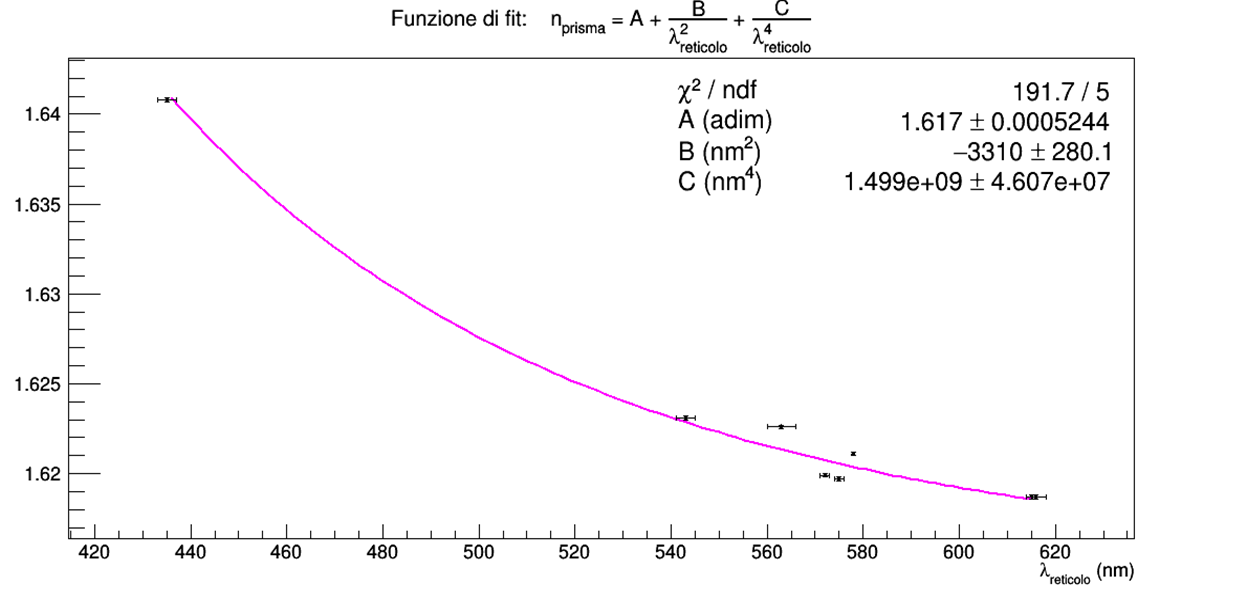 Funzione di fit: n_prisma = A + B/λ²_reticolo + C/λ⁴_reticolo
χ² / ndf 191.7 / 5
A (adim) 1.617 ± 0.0005244
B (nm²) −3310 ± 280.1
C (nm⁴) 1.499e+09 ± 4.607e+07
1.64
1.635
1.63
1.625
1.62
420 440 460 480 500 520 540 560 580 600 620
λ_reticolo (nm)